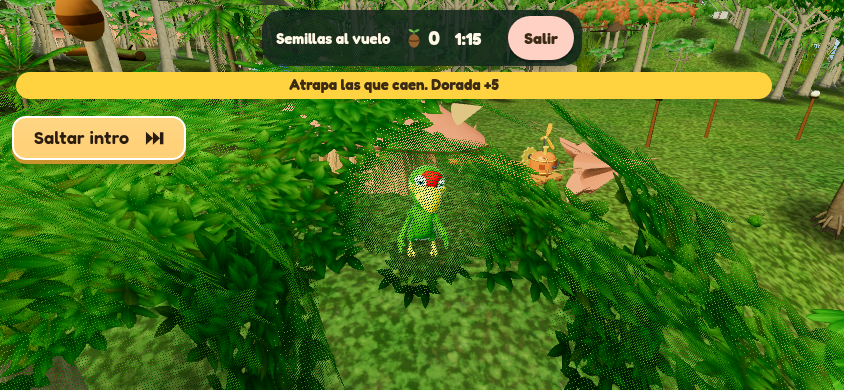 Semillas al vuelo 0 1:15 Salir
Atrapa las que caen. Dorada +5
Saltar intro